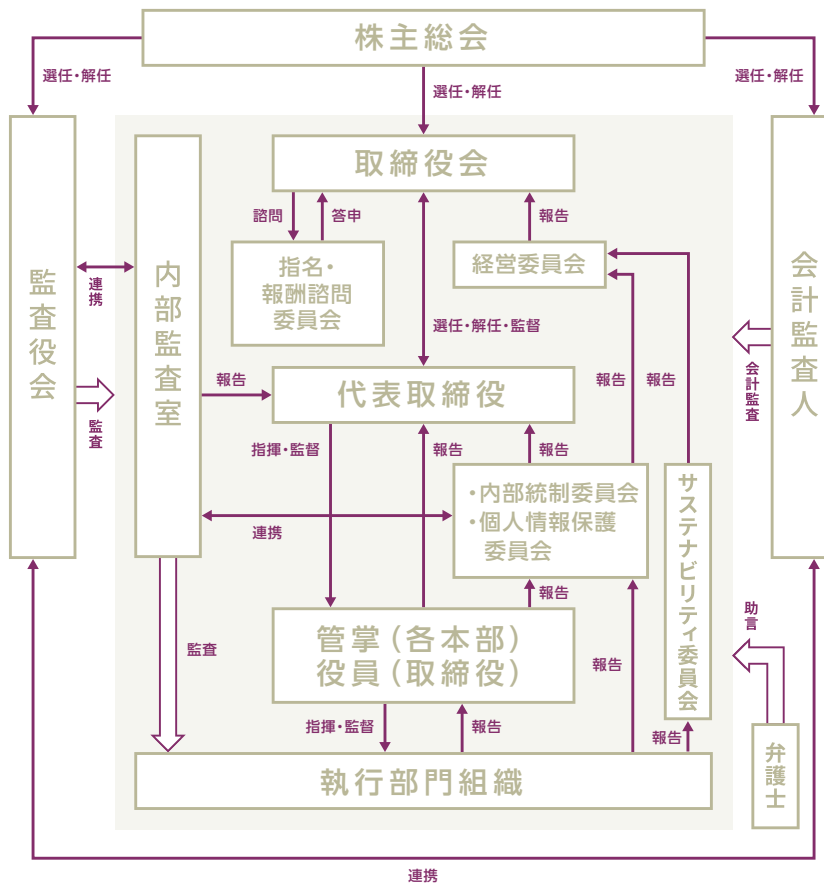 株主総会
選任・解任
選任・解任
選任・解任
取締役会
諮問
答申
報告
指名・
報酬諮問
委員会
経営委員会
監査役会
連携
内部監査室
会計監査人
選任・解任・監督
監査
報告
代表取締役
報告
報告
会計監査
指揮・監督
報告
報告
・内部統制委員会
・個人情報保護
委員会
サステナビリティ委員会
連携
報告
助言
管掌（各本部）
役員（取締役）
監査
報告
指揮・監督
報告
報告
弁護士
執行部門組織
連携